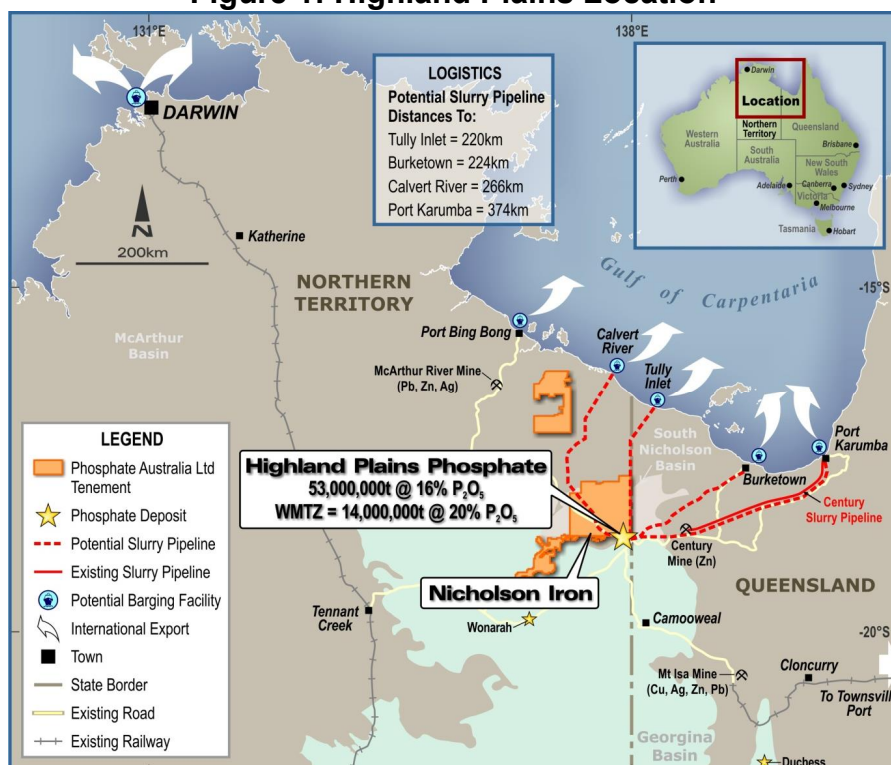 Figure 1: Highland Plains Location
131°E
138°E
DARWIN
LOGISTICS
Potential Slurry Pipeline
Distances To:
Tully Inlet = 220km
Burketown = 224km
Calvert River = 266km
Port Karumba = 374km
Darwin
Location
Northern
Territory
Western
Australia
Queensland
South
Australia
Brisbane
New South
Wales
Perth
Adelaide
Canberra
Sydney
Victoria
Melbourne
Tasmania
Hobart
N
200km
Katherine
NORTHERN
TERRITORY
Gulf of Carpentaria
-15°S
McArthur
Basin
Port Bing Bong
Calvert
River
McArthur River Mine
(Pb, Zn, Ag)
Tully
Inlet
South
Nicholson
Basin
Port
Karumba
Burketown
Highland Plains Phosphate
53,000,000t @ 16% P₂O₅
WMTZ = 14,000,000t @ 20% P₂O₅
Century
Slurry Pipeline
Century
Mine (Zn)
Nicholson Iron
QUEENSLAND
Tennant
Creek
Wonarah
Camooweal
-20°S
Mt Isa Mine
(Cu, Ag, Zn, Pb)
Cloncurry
To Townsvill
Port
Georgina
Basin
Duchess
LEGEND
Phosphate Australia Ltd
Tenement
Phosphate Deposit
Potential Slurry Pipeline
Existing Slurry Pipeline
Potential Barging Facility
International Export
Town
State Border
Existing Road
Existing Railway